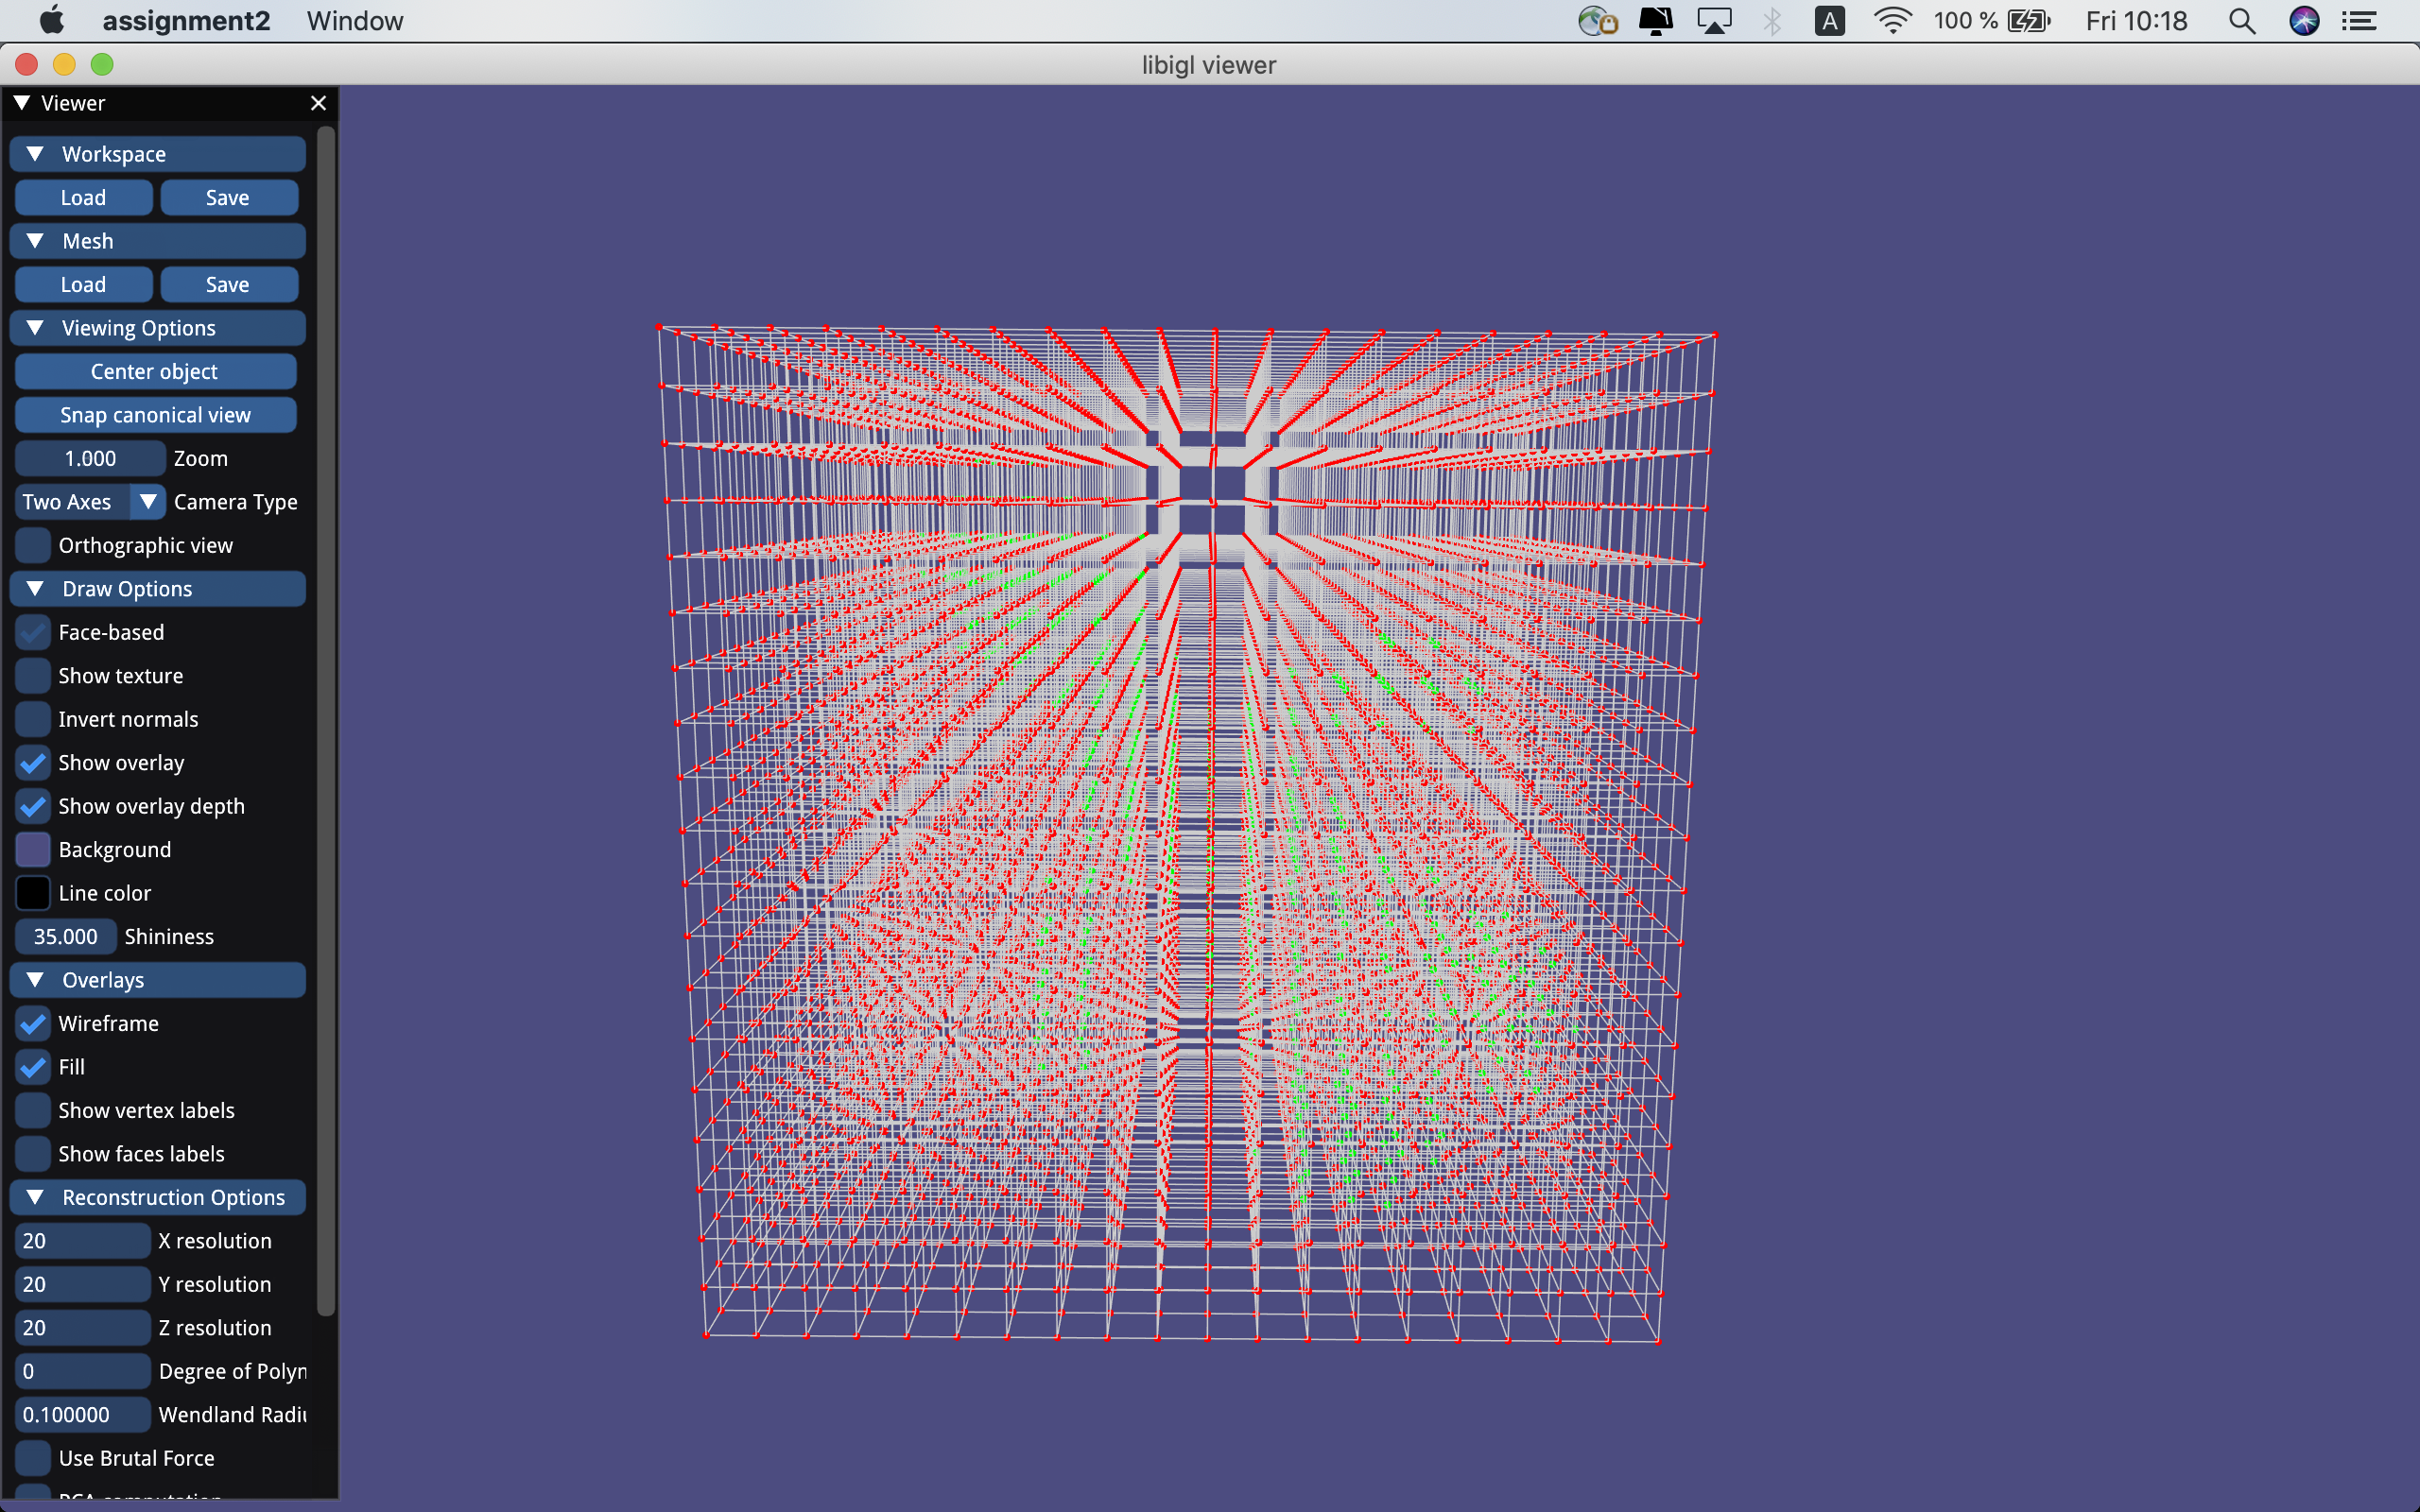 assignment2 Window A 100 % Fri 10:18
libigl viewer
Viewer
Workspace
Load Save
Mesh
Load Save
Viewing Options
Center object
Snap canonical view
1.000 Zoom
Two Axes Camera Type
Orthographic view
Draw Options
Face-based
Show texture
Invert normals
Show overlay
Show overlay depth
Background
Line color
35.000 Shininess
Overlays
Wireframe
Fill
Show vertex labels
Show faces labels
Reconstruction Options
20 X resolution
20 Y resolution
20 Z resolution
0 Degree of Polyn
0.100000 Wendland Radiu
Use Brutal Force